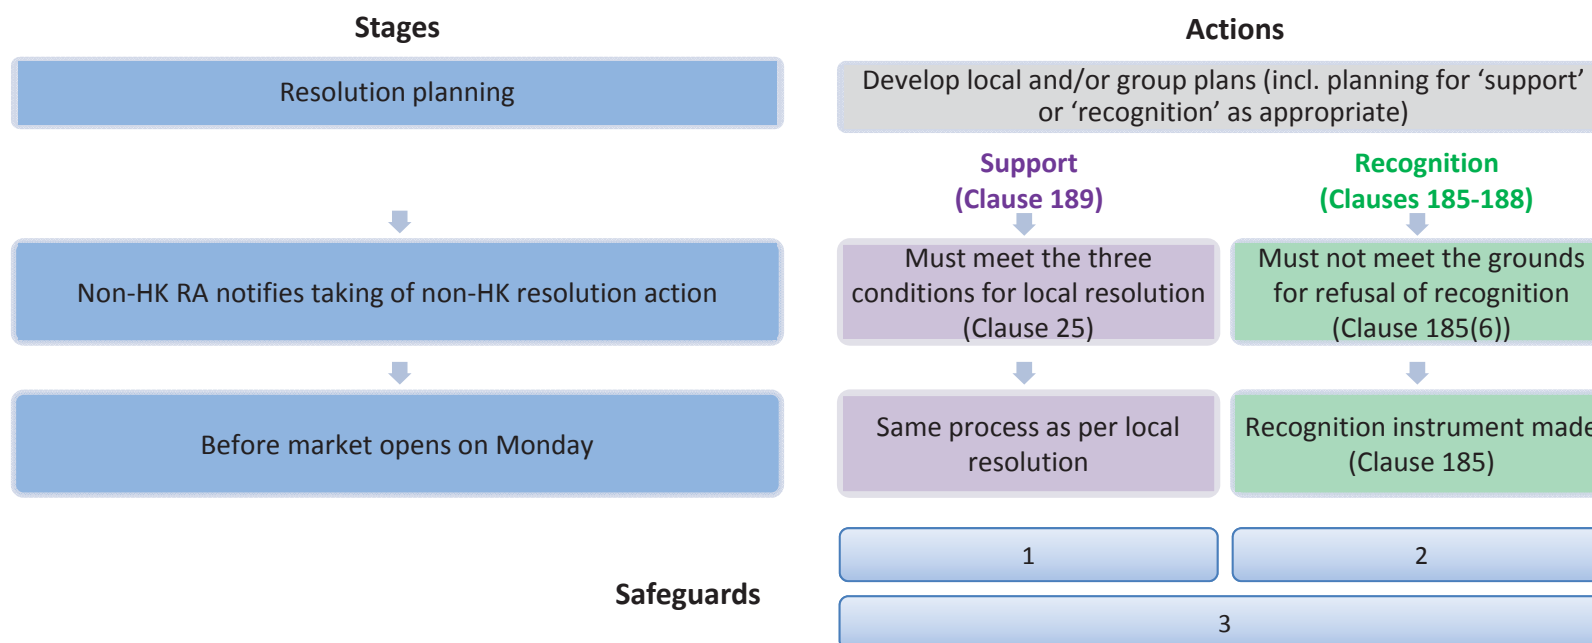 Stages
Actions
Resolution planning
Develop local and/or group plans (incl. planning for ‘support’
or ‘recognition’ as appropriate)
Support
(Clause 189)
Recognition
(Clauses 185-188)
Non-HK RA notifies taking of non-HK resolution action
Must meet the three
conditions for local resolution
(Clause 25)
Must not meet the grounds
for refusal of recognition
(Clause 185(6))
Before market opens on Monday
Same process as per local
resolution
Recognition instrument made
(Clause 185)
Safeguards
1
2
3